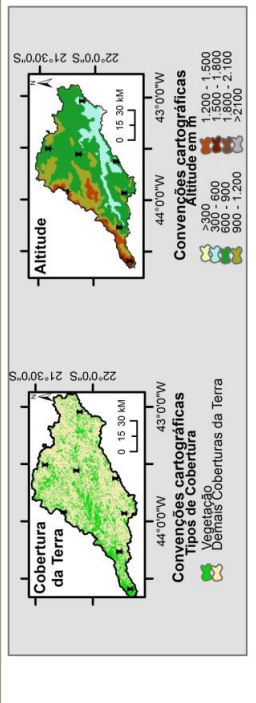 Cobertura
da Terra
N
21°30'0"S
22°0'0"S
44°0'0"W
43°0'0"W
0 15 30 KM
Convenções cartográficas
Tipos de Cobertura
Vegetação
Demais Coberturas da Terra
Altitude
N
21°30'0"S
22°0'0"S
44°0'0"W
43°0'0"W
0 15 30 KM
Convenções cartográficas
Altitude em m
>300
300 - 600
600 - 900
900 - 1.200
1.200 - 1.500
1.500 - 1.800
1.800 - 2.100
>2100